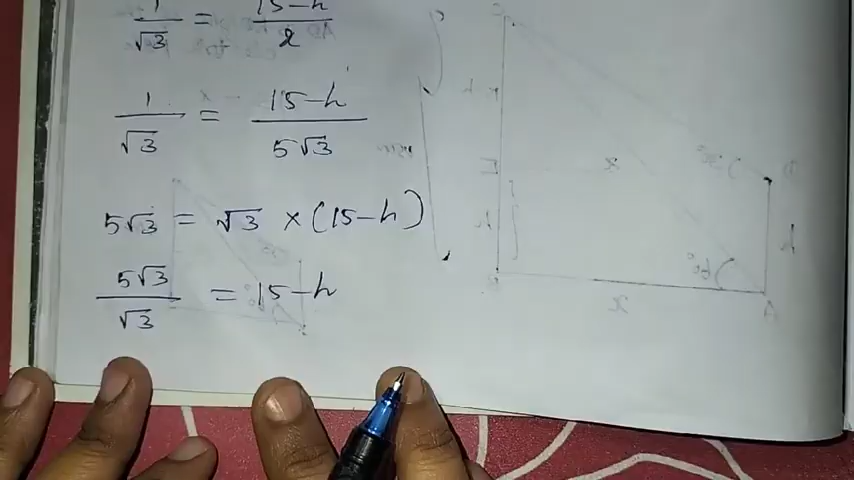 1/√3 = 15-h/x
1/√3 = 15-h/5√3
5√3 = √3 × (15-h)
5√3/√3 = 15-h